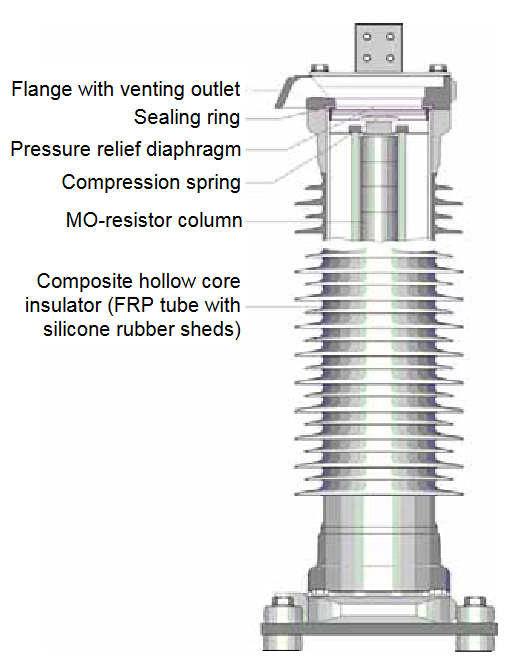 Flange with venting outlet
Sealing ring
Pressure relief diaphragm
Compression spring
MO-resistor column
Composite hollow core
insulator (FRP tube with
silicone rubber sheds)